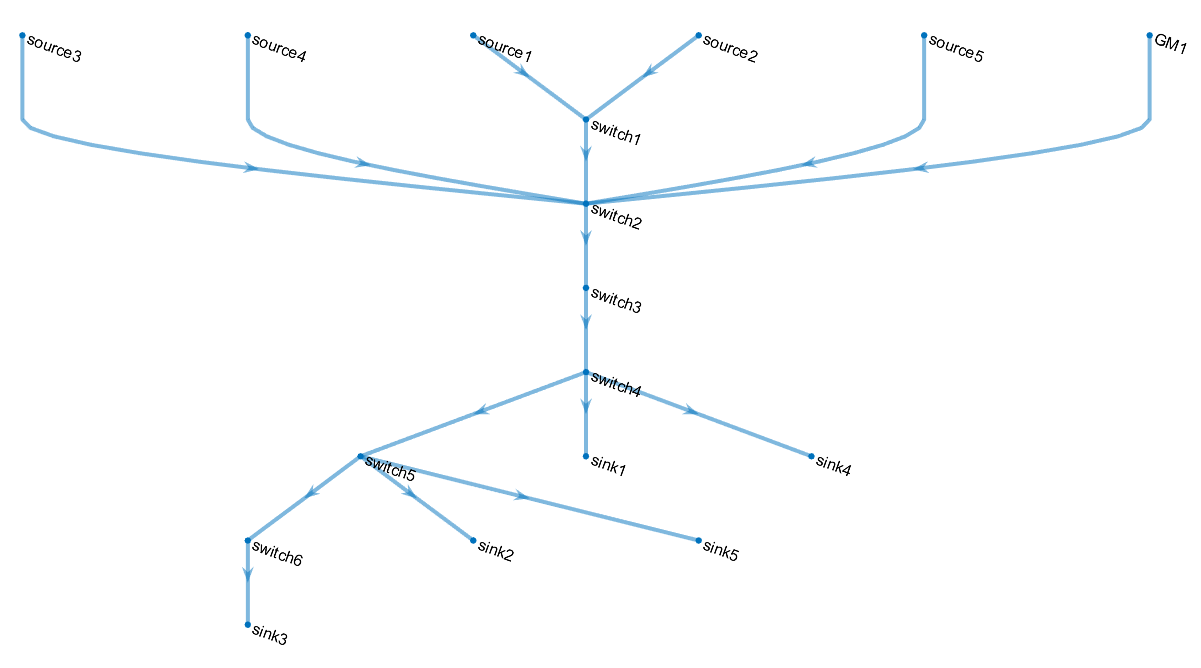 source3
source4
source1
source2
source5
GM1
switch1
switch2
switch3
switch4
switch5
sink1
sink4
switch6
sink2
sink5
sink3